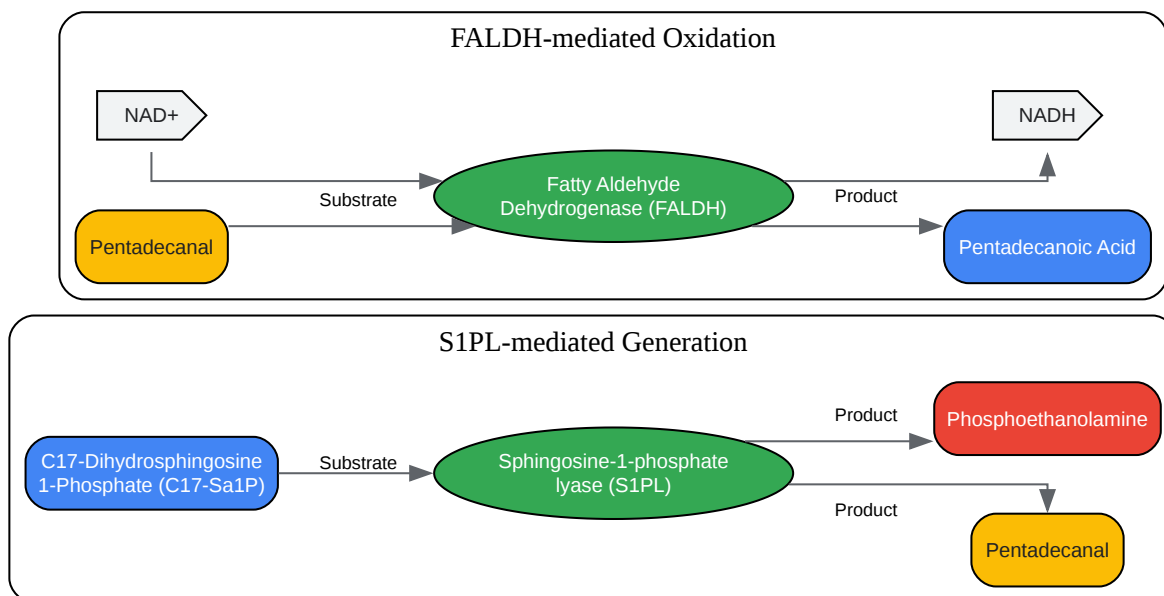 FALDH-mediated Oxidation
NAD+
NADH
Fatty Aldehyde
Dehydrogenase (FALDH)
Substrate
Product
Pentadecanal
Pentadecanoic Acid
S1PL-mediated Generation
Product
Phosphoethanolamine
C17-Dihydrosphingosine
1-Phosphate (C17-Sa1P)
Substrate
Sphingosine-1-phosphate
lyase (S1PL)
Product
Pentadecanal